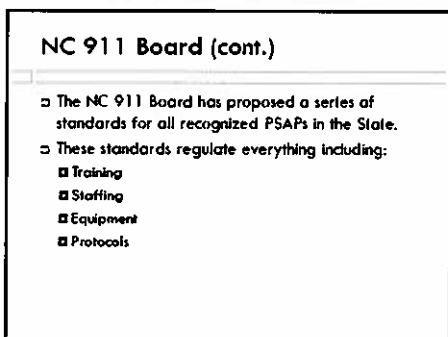 NC 911 Board (cont.)
The NC 911 Board has proposed a series of
standards for all recognized PSAPs in the State.
These standards regulate everything including:
Training
Staffing
Equipment
Protocols